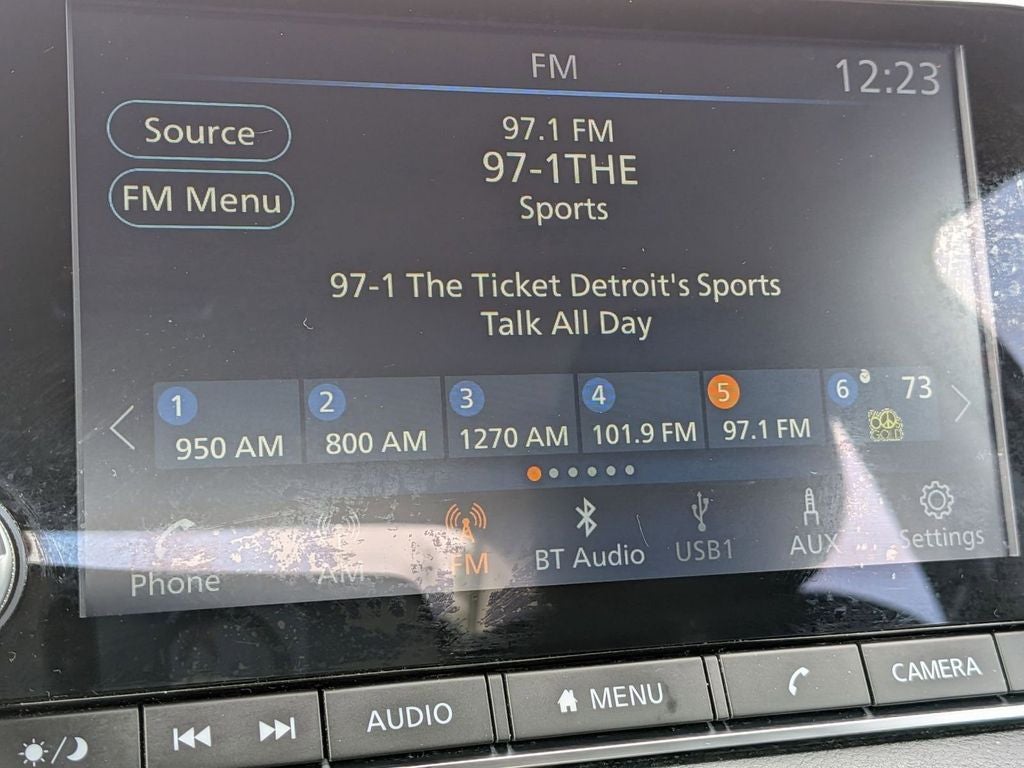 FM
12:23
Source
97.1 FM
97-1THE
FM Menu
Sports
97-1 The Ticket Detroit's Sports
Talk All Day
1
950 AM
2
800 AM
3
1270 AM
4
101.9 FM
5
97.1 FM
6
73
GOLD
Phone
AM
FM
BT Audio
USB1
AUX
Settings
AUDIO
MENU
CAMERA